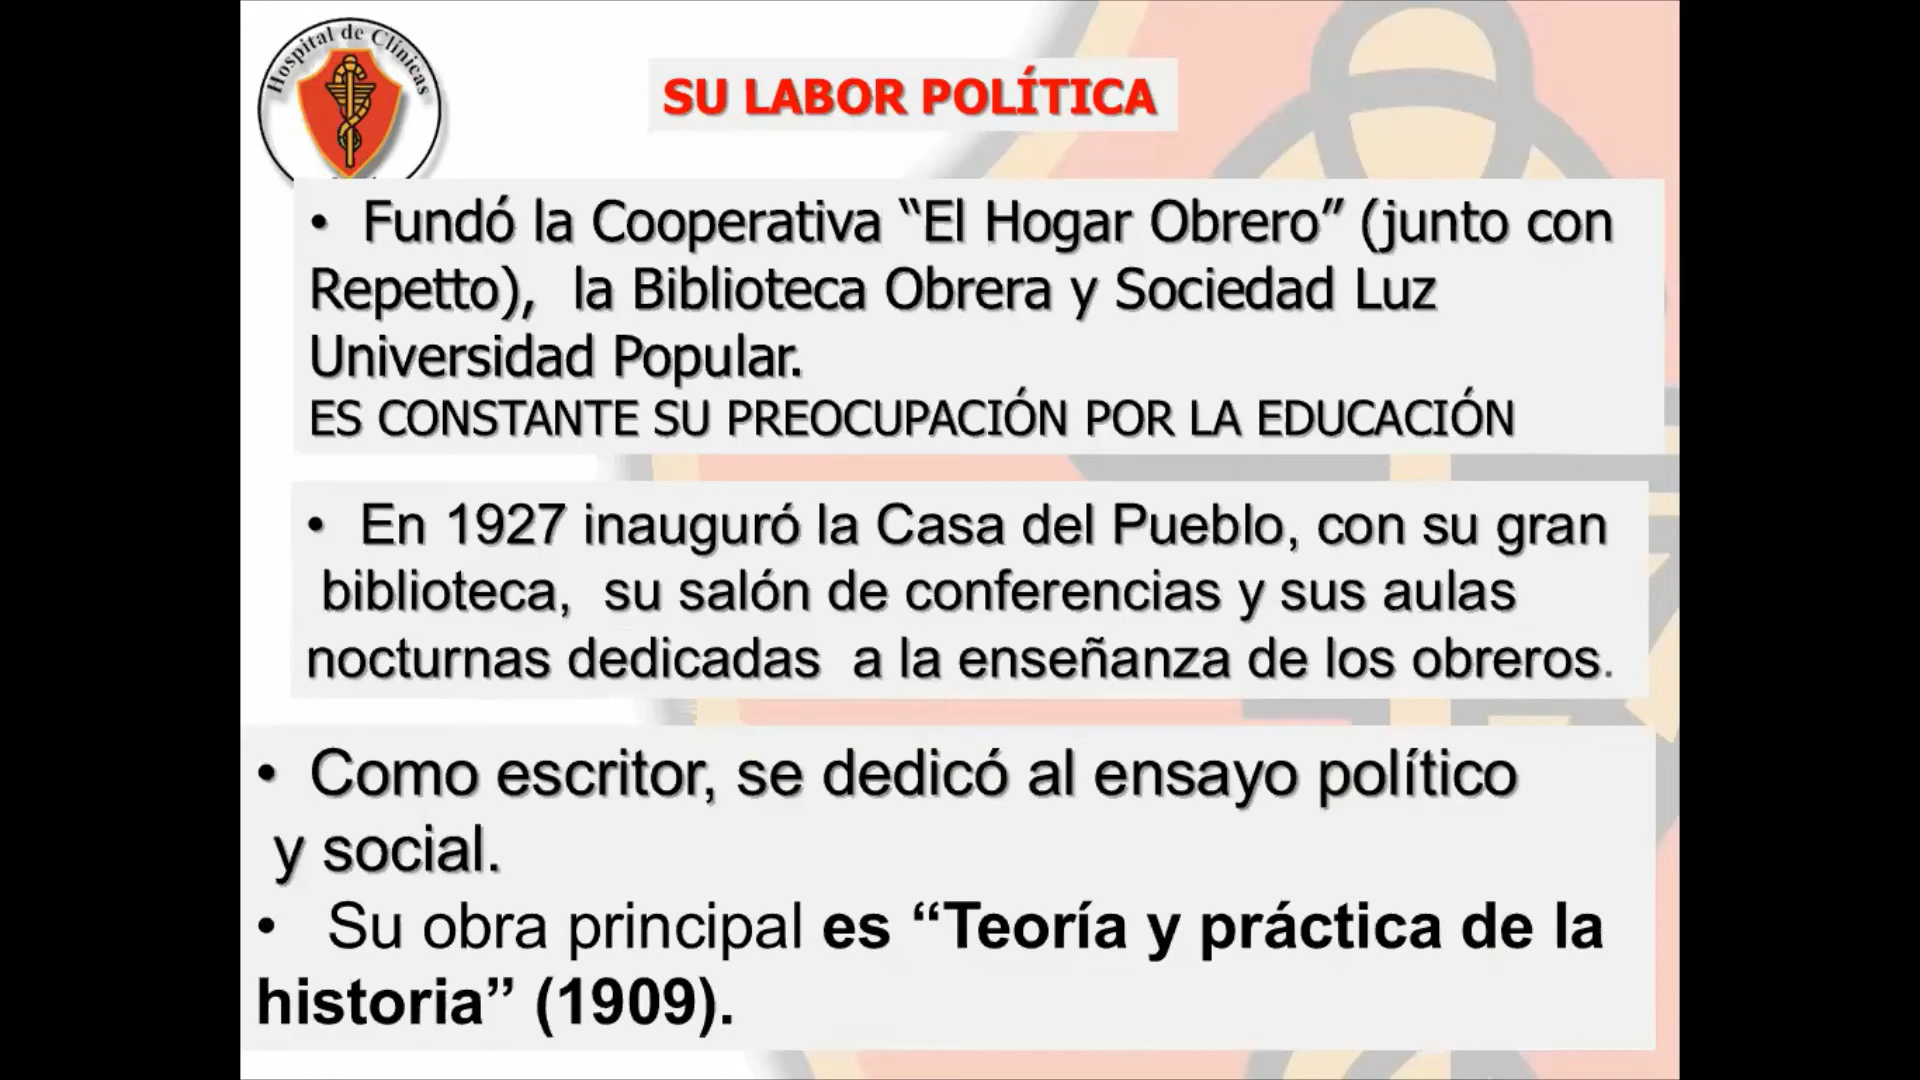 Hospital de Clínicas
SU LABOR POLÍTICA
• Fundó la Cooperativa “El Hogar Obrero” (junto con
Repetto), la Biblioteca Obrera y Sociedad Luz
Universidad Popular.
ES CONSTANTE SU PREOCUPACIÓN POR LA EDUCACIÓN
• En 1927 inauguró la Casa del Pueblo, con su gran
biblioteca, su salón de conferencias y sus aulas
nocturnas dedicadas a la enseñanza de los obreros.
• Como escritor, se dedicó al ensayo político
y social.
• Su obra principal es “Teoría y práctica de la
historia” (1909).